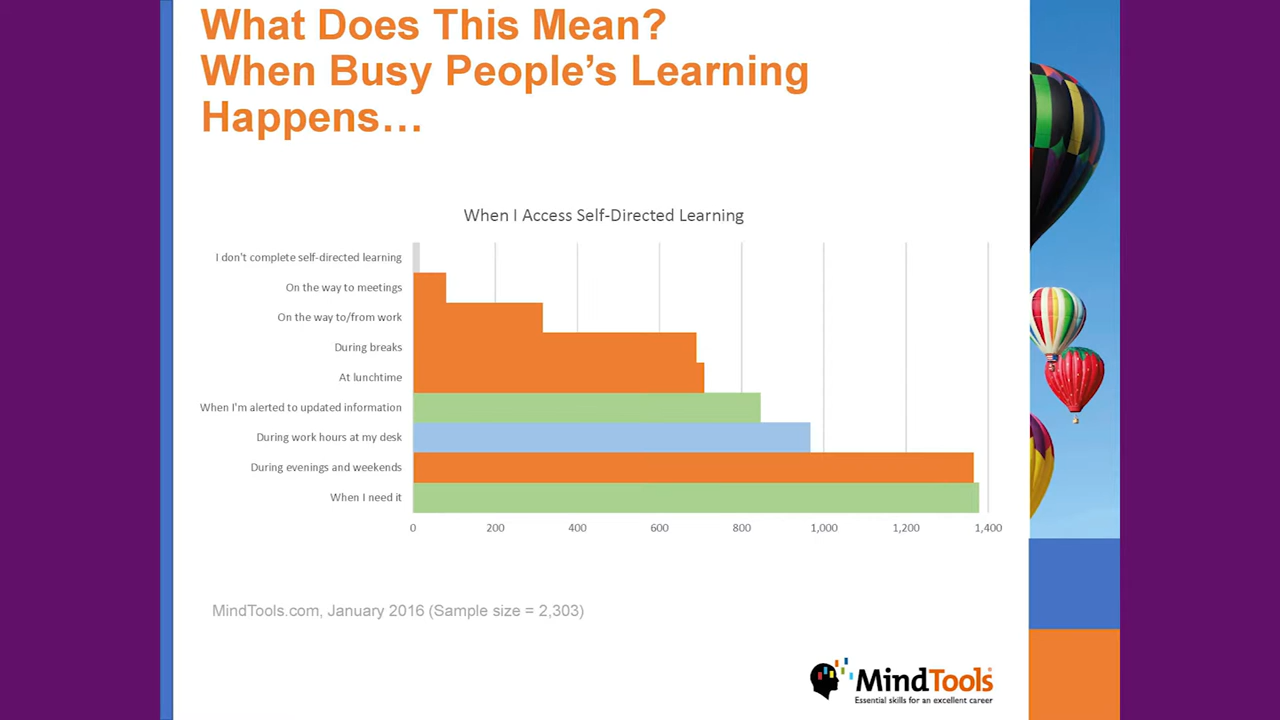 What Does This Mean?
When Busy People's Learning
Happens…
When I Access Self-Directed Learning
I don't complete self-directed learning
On the way to meetings
On the way to/from work
During breaks
At lunchtime
When I'm alerted to updated information
During work hours at my desk
During evenings and weekends
When I need it
0 200 400 600 800 1,000 1,200 1,400
MindTools.com, January 2016 (Sample size = 2,303)
MindTools
Essential skills for an excellent career